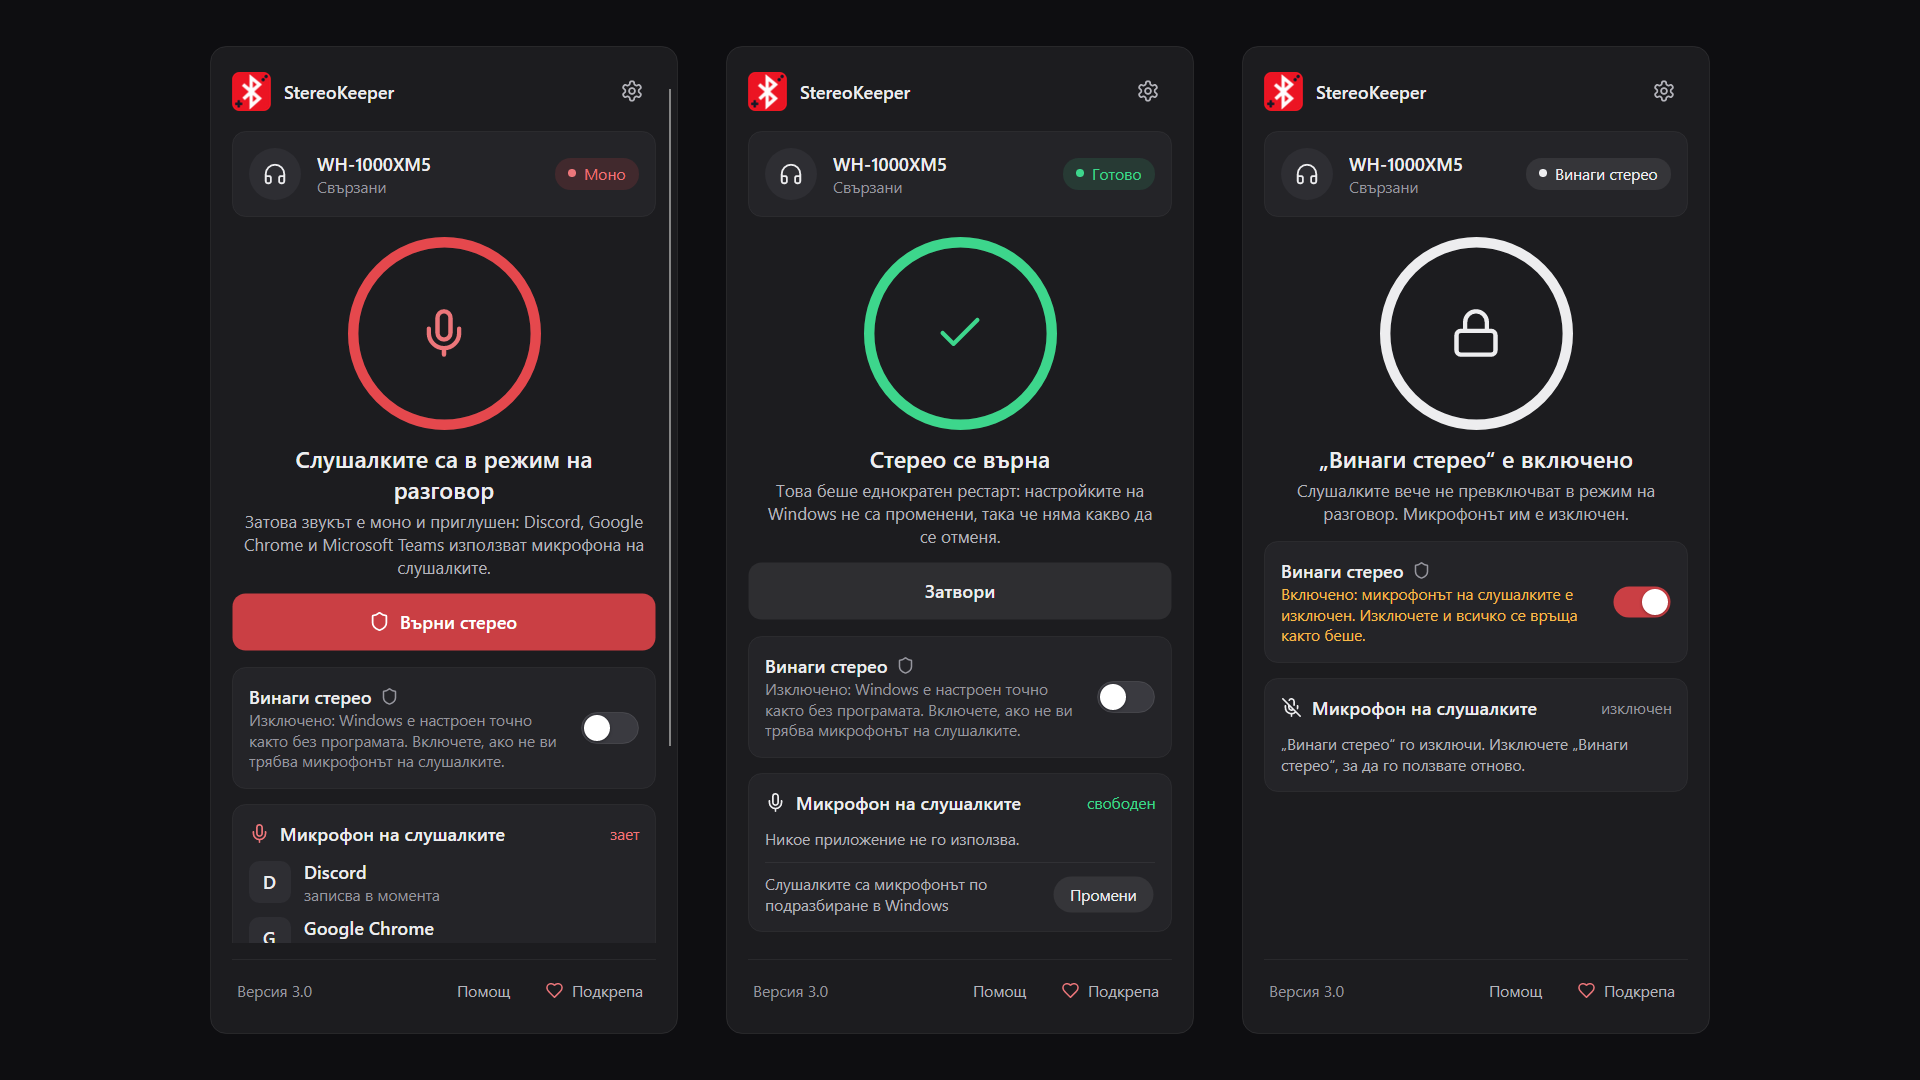 StereoKeeper
WH-1000XM5
Свързани
Моно
Слушалките са в режим на
разговор
Затова звукът е моно и приглушен: Discord, Google
Chrome и Microsoft Teams използват микрофона на
слушалките.
Върни стерео
Винаги стерео
Изключено: Windows е настроен точно
както без програмата. Включете, ако не ви
трябва микрофонът на слушалките.
Микрофон на слушалките
зает
D
Discord
записва в момента
G
Google Chrome
Версия 3.0
Помощ
Подкрепа
StereoKeeper
WH-1000XM5
Свързани
Готово
Стерео се върна
Това беше еднократен рестарт: настройките на
Windows не са променени, така че няма какво да
се отменя.
Затвори
Винаги стерео
Изключено: Windows е настроен точно
както без програмата. Включете, ако не ви
трябва микрофонът на слушалките.
Микрофон на слушалките
свободен
Никое приложение не го използва.
Слушалките са микрофонът по
подразбиране в Windows
Промени
Версия 3.0
Помощ
Подкрепа
StereoKeeper
WH-1000XM5
Свързани
Винаги стерео
„Винаги стерео“ е включено
Слушалките вече не превключват в режим на
разговор. Микрофонът им е изключен.
Винаги стерео
Включено: микрофонът на слушалките е
изключен. Изключете и всичко се връща
както беше.
Микрофон на слушалките
изключен
„Винаги стерео“ го изключи. Изключете „Винаги
стерео“, за да го ползвате отново.
Версия 3.0
Помощ
Подкрепа